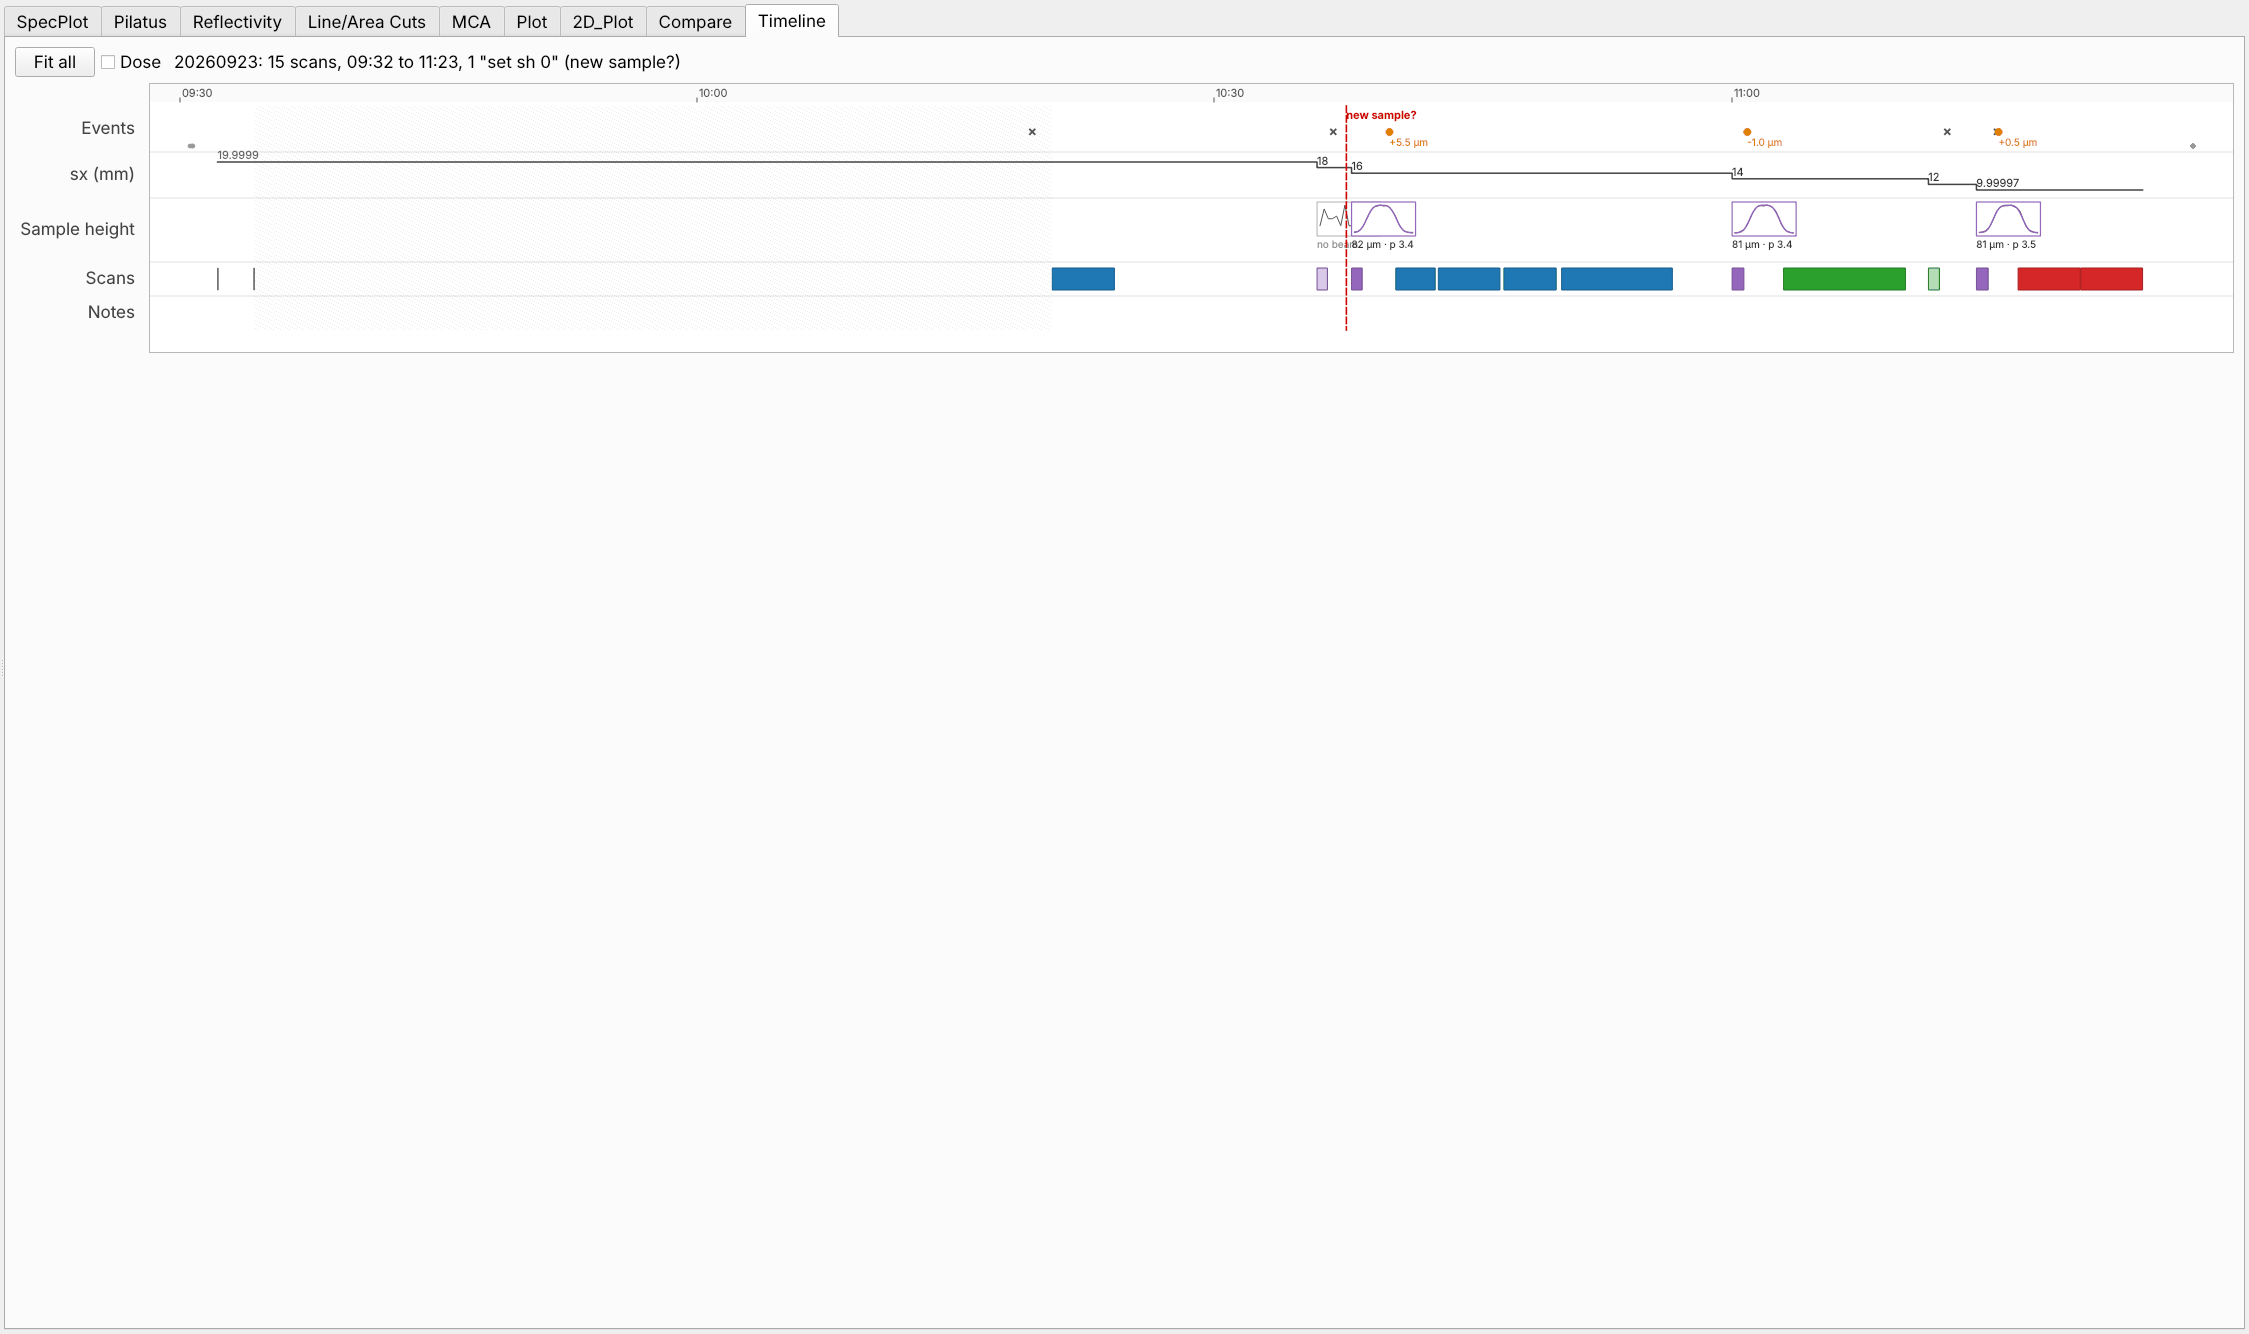 SpecPlot Pilatus Reflectivity Line/Area Cuts MCA Plot 2D_Plot Compare Timeline
Fit all Dose 20260923: 15 scans, 09:32 to 11:23, 1 "set sh 0" (new sample?)
09:30 10:00 10:30 11:00
new sample?
Events
+5.5 µm -1.0 µm +0.5 µm
19.9999 18 16 14 12 9.99997
sx (mm)
Sample height
82 µm · p 3.4 81 µm · p 3.4 81 µm · p 3.5
Scans
Notes